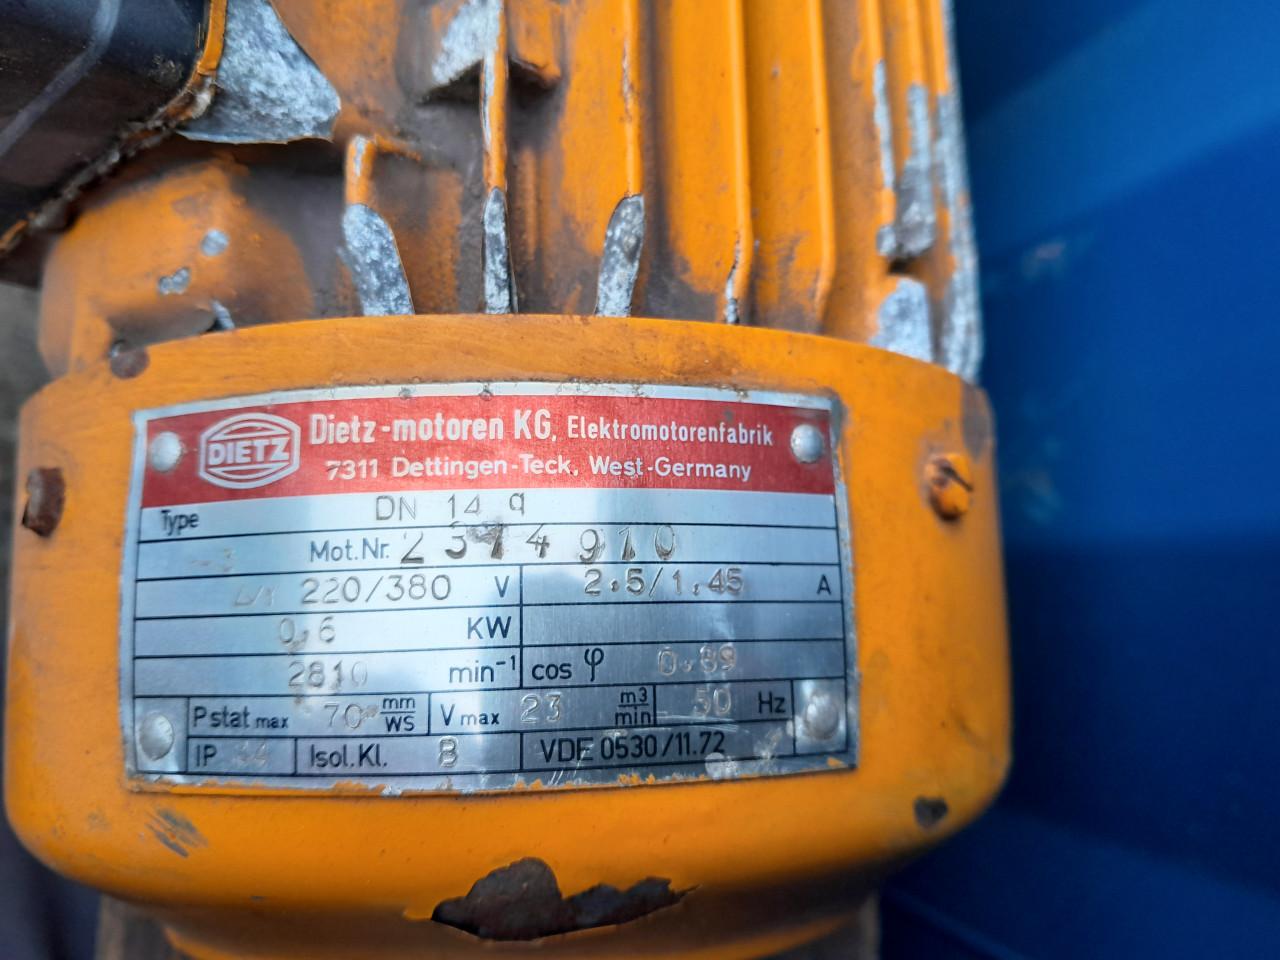 DIETZ
Dietz-motoren KG, Elektromotorenfabrik
7311 Dettingen-Teck, West-Germany
Type DN 14 q
Mot.Nr. 2374910
220/380 V 2.5/1.45 A
0,6 KW
2810 min-1 cos φ 0.89
P stat max 70 mm/WS V max 23 m3/min 50 Hz
IP 44 Isol.Kl. B VDE 0530/11.72